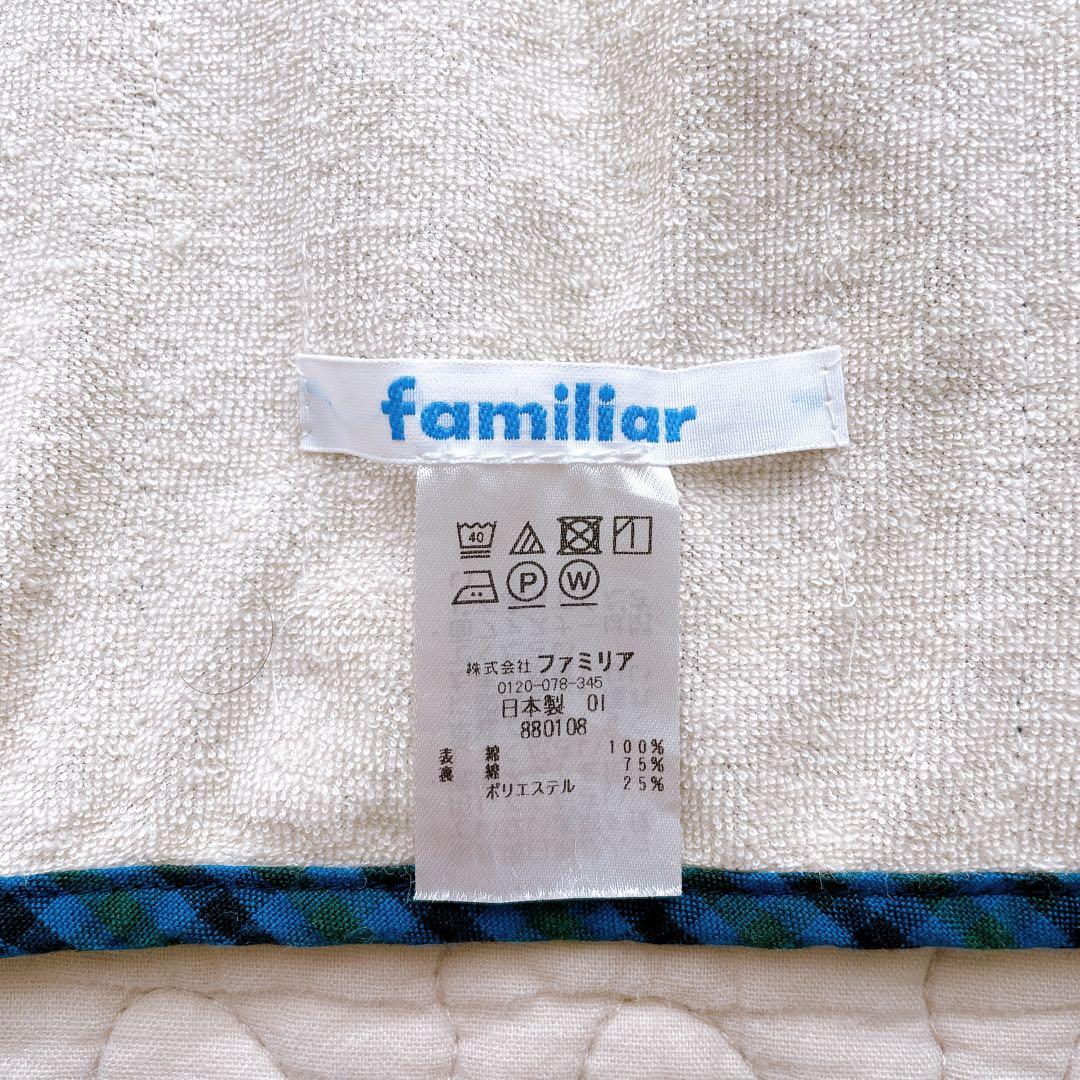 familiar
40
P W
株式会社 ファミリア
0120-078-345
日本製 01
880108
表 綿 100%
裏 綿 75%
ポリエステル 25%